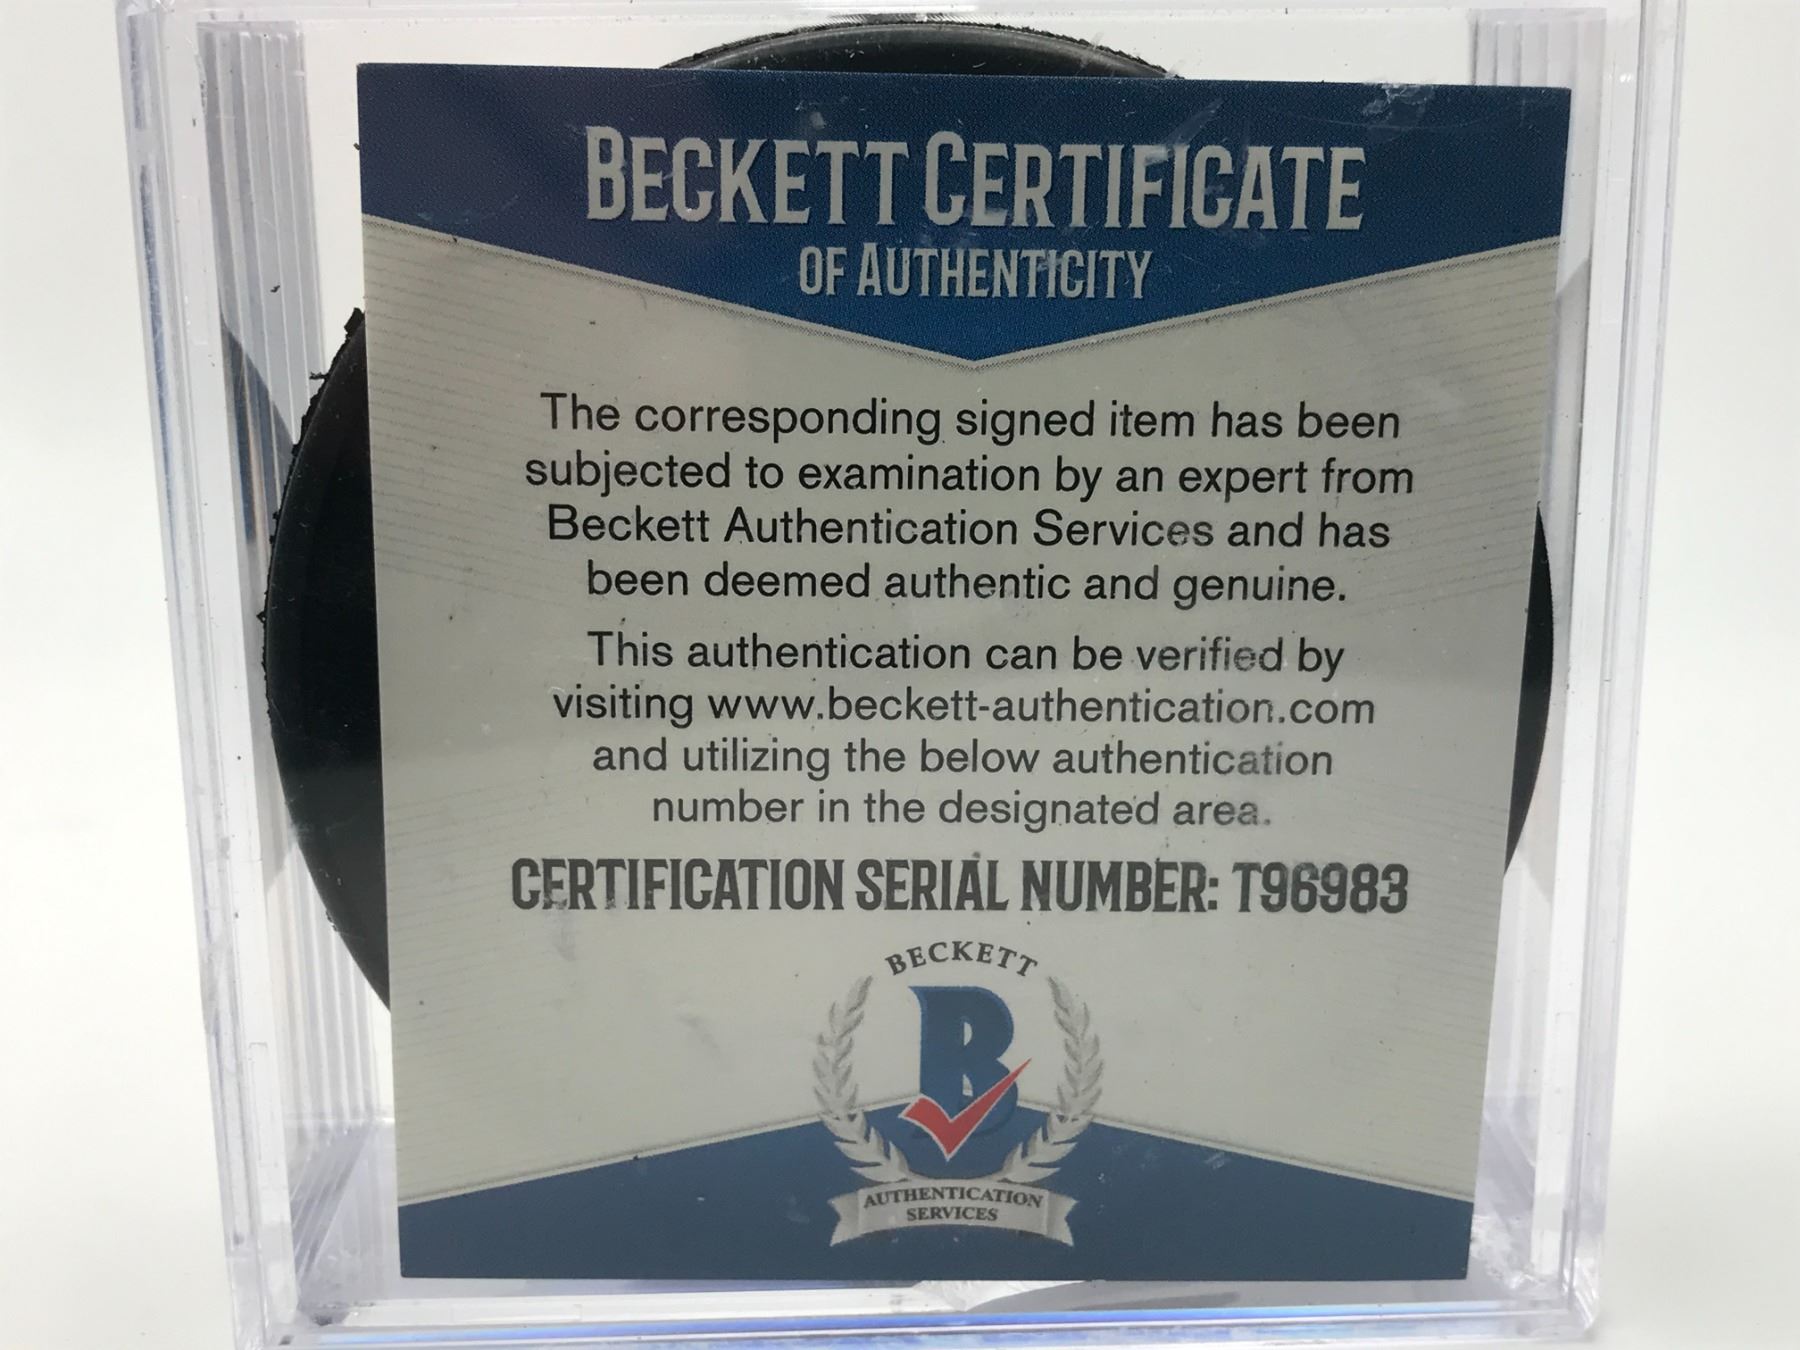 BECKETT CERTIFICATE
OF AUTHENTICITY
The corresponding signed item has been
subjected to examination by an expert from
Beckett Authentication Services and has
been deemed authentic and genuine.
This authentication can be verified by
visiting www.beckett-authentication.com
and utilizing the below authentication
number in the designated area.
CERTIFICATION SERIAL NUMBER: T96983
BECKETT
B
AUTHENTICATION
SERVICES